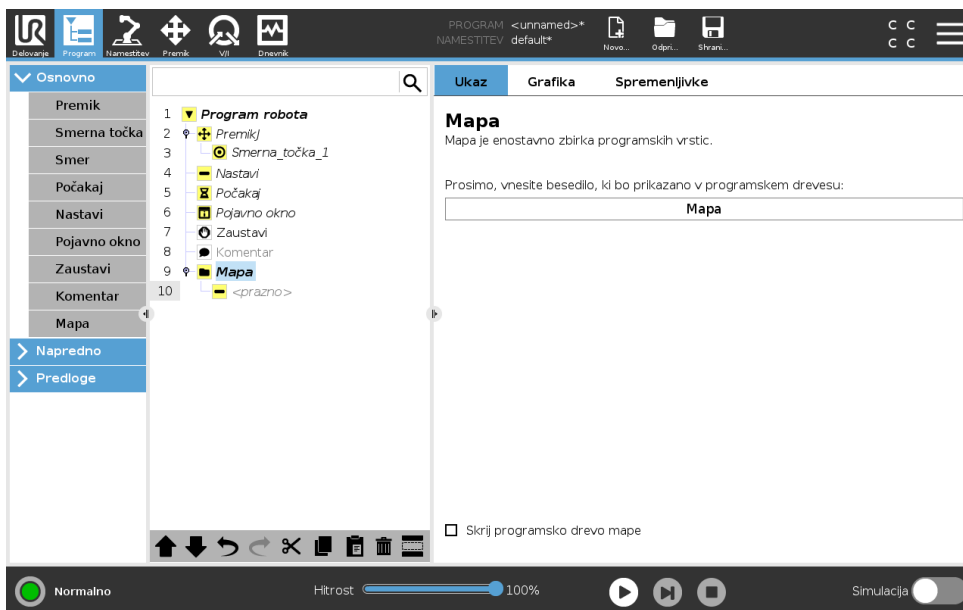 UR
Delovanje
Program
Namestitev
Premik
V/I
Dnevnik
PROGRAM <unnamed>*
NAMESTITEV default*
Novo...
Odpri...
Shrani...
C C
C C
Osnovno
Premik
Smerna točka
Smer
Počakaj
Nastavi
Pojavno okno
Zaustavi
Komentar
Mapa
Napredno
Predloge
1 Program robota
2 PremikJ
3 Smerna_točka_1
4 Nastavi
5 Počakaj
6 Pojavno okno
7 Zaustavi
8 Komentar
9 Mapa
10 <prazno>
Ukaz Grafika Spremenljivke
Mapa
Mapa je enostavno zbirka programskih vrstic.
Prosimo, vnesite besedilo, ki bo prikazano v programskem drevesu:
Mapa
Skrij programsko drevo mape
Normalno
Hitrost 100%
Simulacija